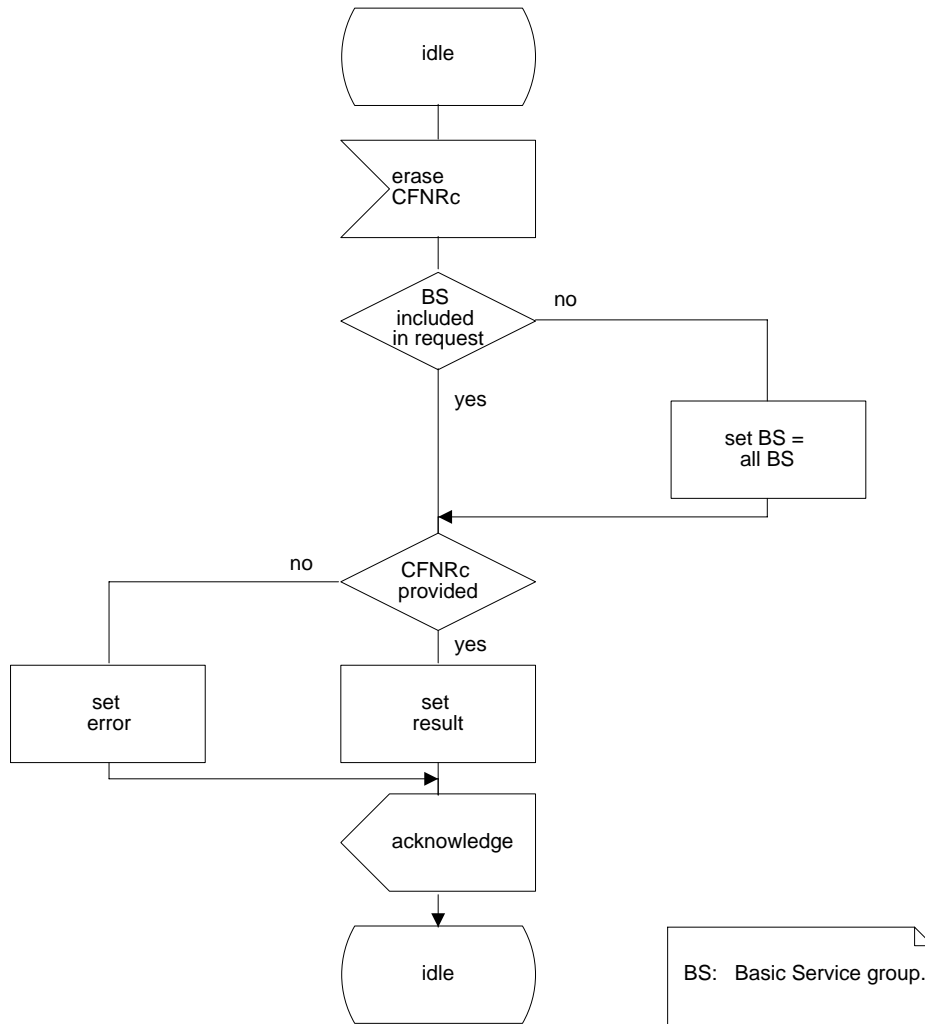 idle
erase
CFNRc
BS
included
in request
no
yes
set BS =
all BS
no
CFNRc
provided
yes
set
error
set
result
acknowledge
idle
BS: Basic Service group.